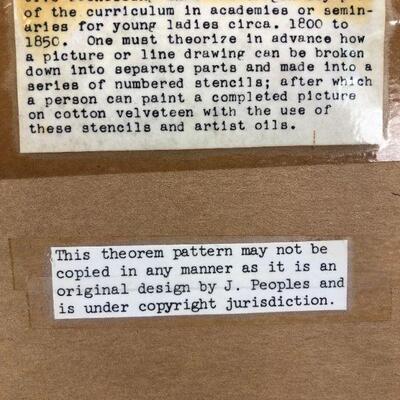 of the curriculum in academies or semin-
aries for young ladies circa. 1800 to
1850. One must theorize in advance how
a picture or line drawing can be broken
down into separate parts and made into a
series of numbered stencils; after which
a person can paint a completed picture
on cotton velveteen with the use of
these stencils and artist oils.
This theorem pattern may not be
copied in any manner as it is an
original design by J. Peoples and
is under copyright jurisdiction.